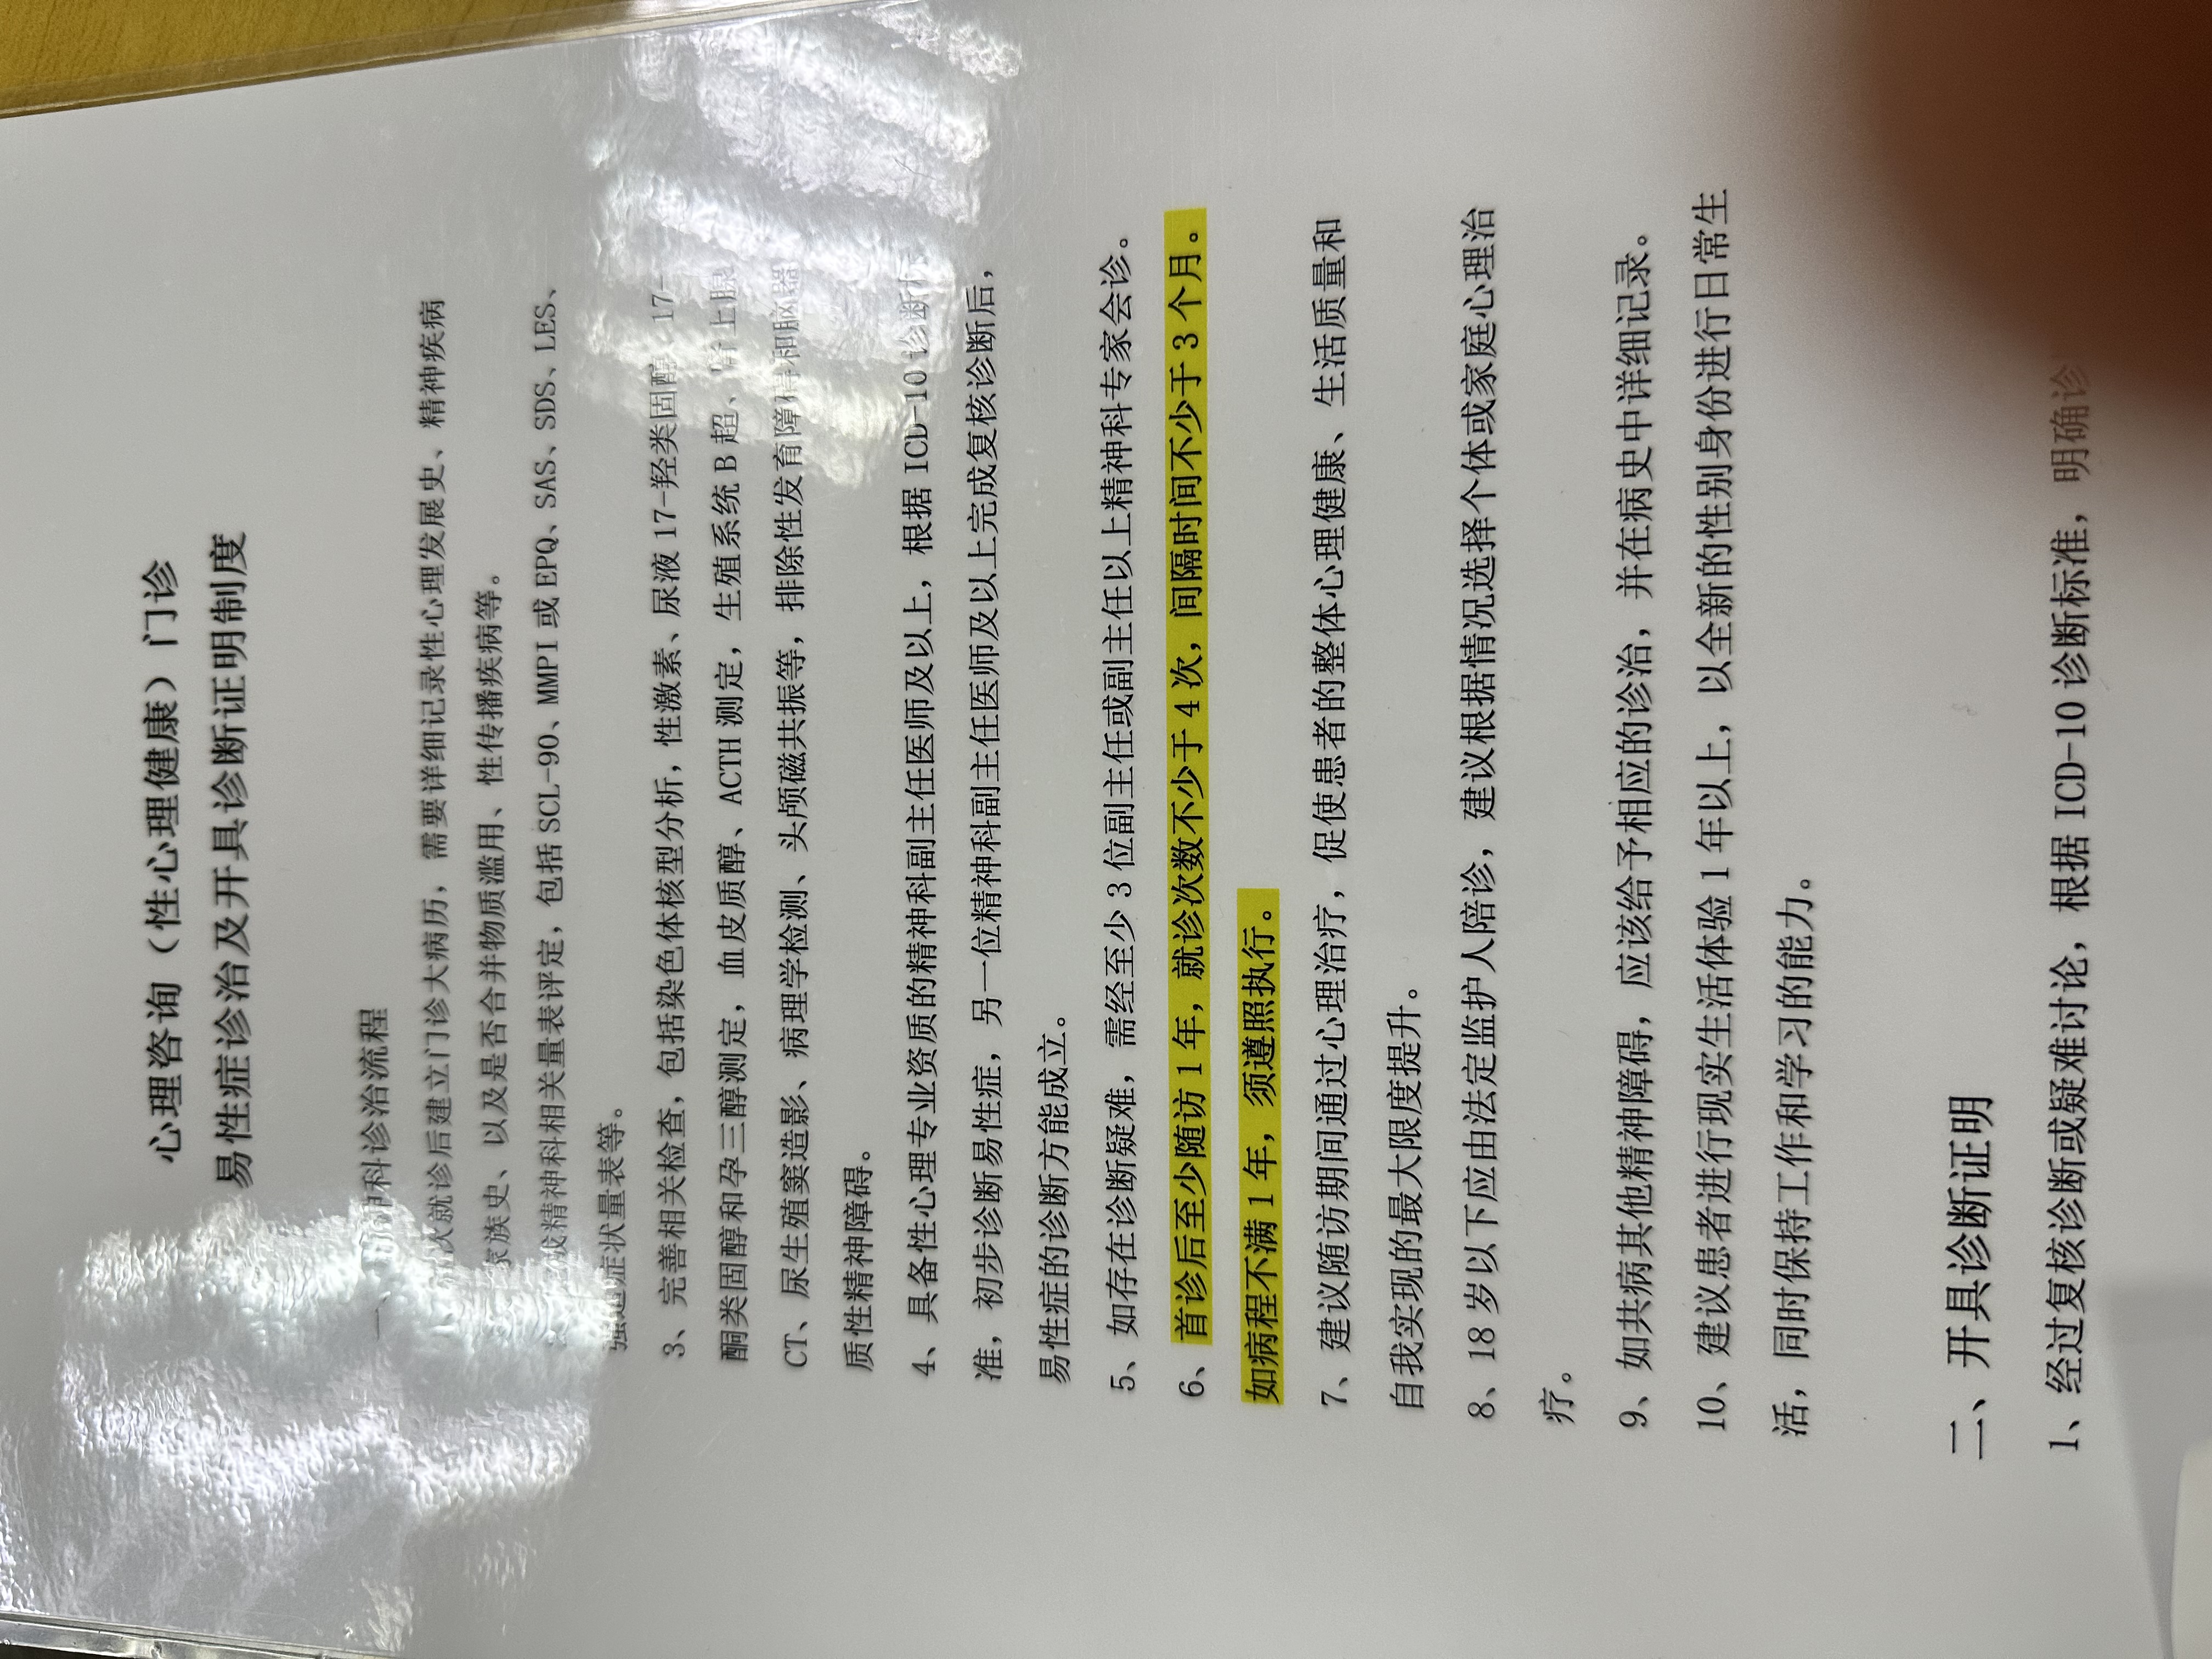 心理咨询（性心理健康）门诊
易性症诊治及开具诊断证明制度
一、神科诊治流程
次就诊后建立门诊大病历，需要详细记录性心理发展史、精神疾病
家族史、以及是否合并物质滥用、性传播疾病等。
成精神科相关量表评定，包括 SCL-90、MMPI 或 EPQ、SAS、SDS、LES、
强迫症状量表等。
3、完善相关检查，包括染色体核型分析，性激素、尿液 17-羟类固醇、17-
酮类固醇和孕三醇测定，血皮质醇、ACTH 测定，生殖系统 B 超、肾上腺
CT、尿生殖窦造影、病理学检测、头颅磁共振等，排除性发育障碍和脑器
质性精神障碍。
4、具备性心理专业资质的精神科副主任医师及以上，根据 ICD-10 诊断标
准，初步诊断易性症，另一位精神科副主任医师及以上完成复核诊断后，
易性症的诊断方能成立。
5、如存在诊断疑难，需经至少 3 位副主任或副主任以上精神科专家会诊。
6、首诊后至少随访 1 年，就诊次数不少于 4 次，间隔时间不少于 3 个月。
如病程不满 1 年，须遵照执行。
7、建议随访期间通过心理治疗，促使患者的整体心理健康、生活质量和
自我实现的最大限度提升。
8、18 岁以下应由法定监护人陪诊，建议根据情况选择个体或家庭心理治
疗。
9、如共病其他精神障碍，应该给予相应的诊治，并在病史中详细记录。
10、建议患者进行现实生活体验 1 年以上，以全新的性别身份进行日常生
活，同时保持工作和学习的能力。
二、开具诊断证明
1、经过复核诊断或疑难讨论，根据 ICD-10 诊断标准，明确诊